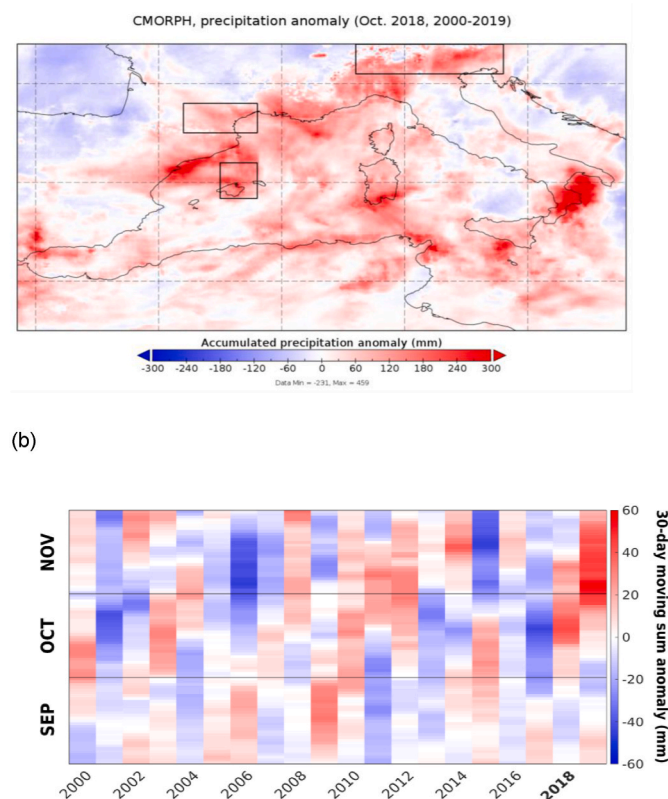 CMORPH, precipitation anomaly (Oct. 2018, 2000-2019)
Accumulated precipitation anomaly (mm)
-300 -240 -180 -120 -60 0 60 120 180 240 300
Data Min = -231, Max = 459
(b)
NOV
OCT
SEP
60
40
20
0
-20
-40
-60
30-day moving sum anomaly (mm)
2000 2002 2004 2006 2008 2010 2012 2014 2016 2018